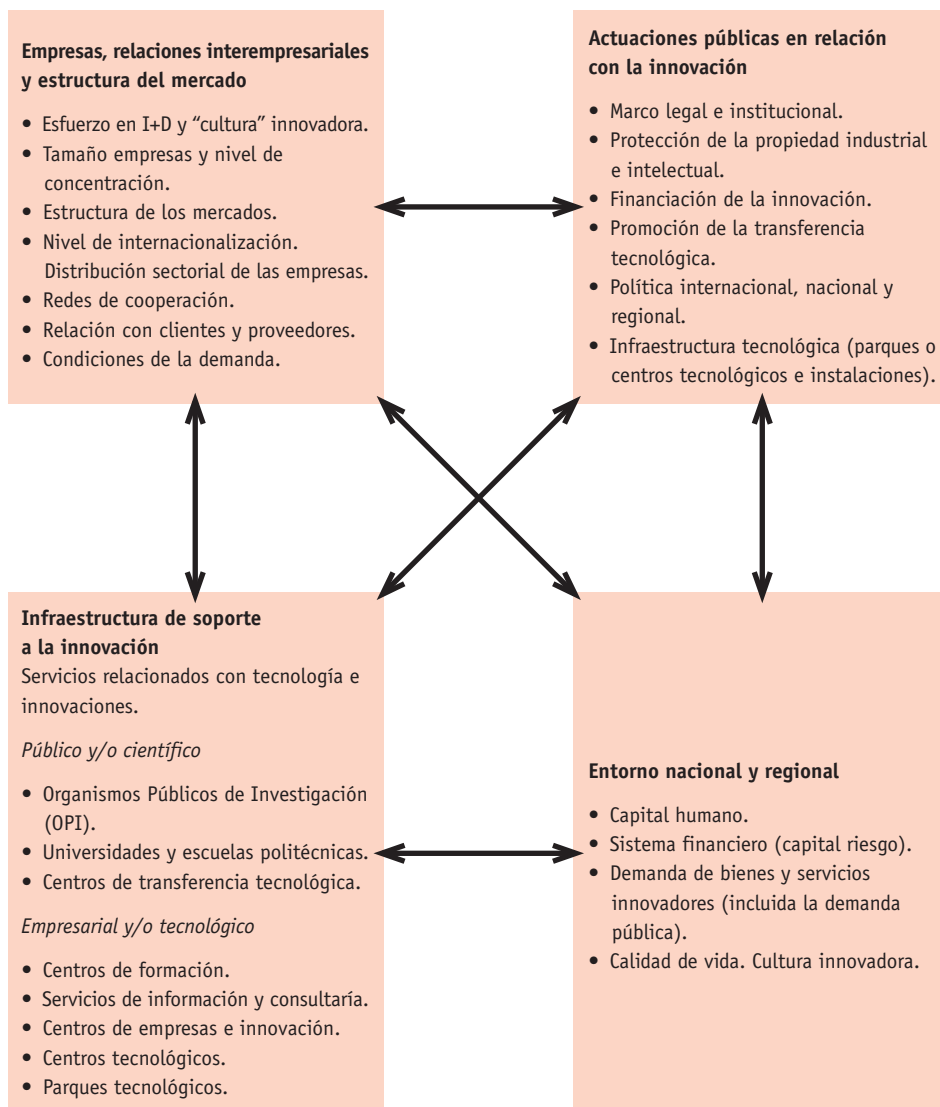 Empresas, relaciones interempresariales
y estructura del mercado
• Esfuerzo en I+D y “cultura” innovadora.
• Tamaño empresas y nivel de
concentración.
• Estructura de los mercados.
• Nivel de internacionalización.
Distribución sectorial de las empresas.
• Redes de cooperación.
• Relación con clientes y proveedores.
• Condiciones de la demanda.
Actuaciones públicas en relación
con la innovación
• Marco legal e institucional.
• Protección de la propiedad industrial
e intelectual.
• Financiación de la innovación.
• Promoción de la transferencia
tecnológica.
• Política internacional, nacional y
regional.
• Infraestructura tecnológica (parques o
centros tecnológicos e instalaciones).
Infraestructura de soporte
a la innovación
Servicios relacionados con tecnología e
innovaciones.
Público y/o científico
• Organismos Públicos de Investigación
(OPI).
• Universidades y escuelas politécnicas.
• Centros de transferencia tecnológica.
Empresarial y/o tecnológico
• Centros de formación.
• Servicios de información y consultaría.
• Centros de empresas e innovación.
• Centros tecnológicos.
• Parques tecnológicos.
Entorno nacional y regional
• Capital humano.
• Sistema financiero (capital riesgo).
• Demanda de bienes y servicios
innovadores (incluida la demanda
pública).
• Calidad de vida. Cultura innovadora.